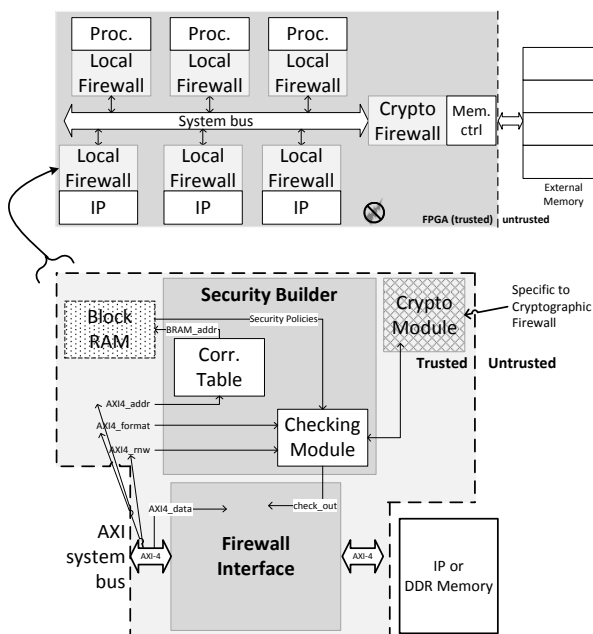 Proc.
Proc.
Proc.
Local
Firewall
Local
Firewall
Local
Firewall
System bus
Crypto
Firewall
Mem.
ctrl
Local
Firewall
Local
Firewall
Local
Firewall
IP
IP
IP
FPGA (trusted)
untrusted
External
Memory
Security Builder
Block
RAM
Security Policies
BRAM_addr
Corr.
Table
Crypto
Module
Specific to
Cryptographic
Firewall
Trusted
Untrusted
AXI4_addr
AXI4_format
AXI4_rnw
Checking
Module
AXI4_data
check_out
AXI
system
bus
AXI-4
Firewall
Interface
AXI-4
IP or
DDR Memory